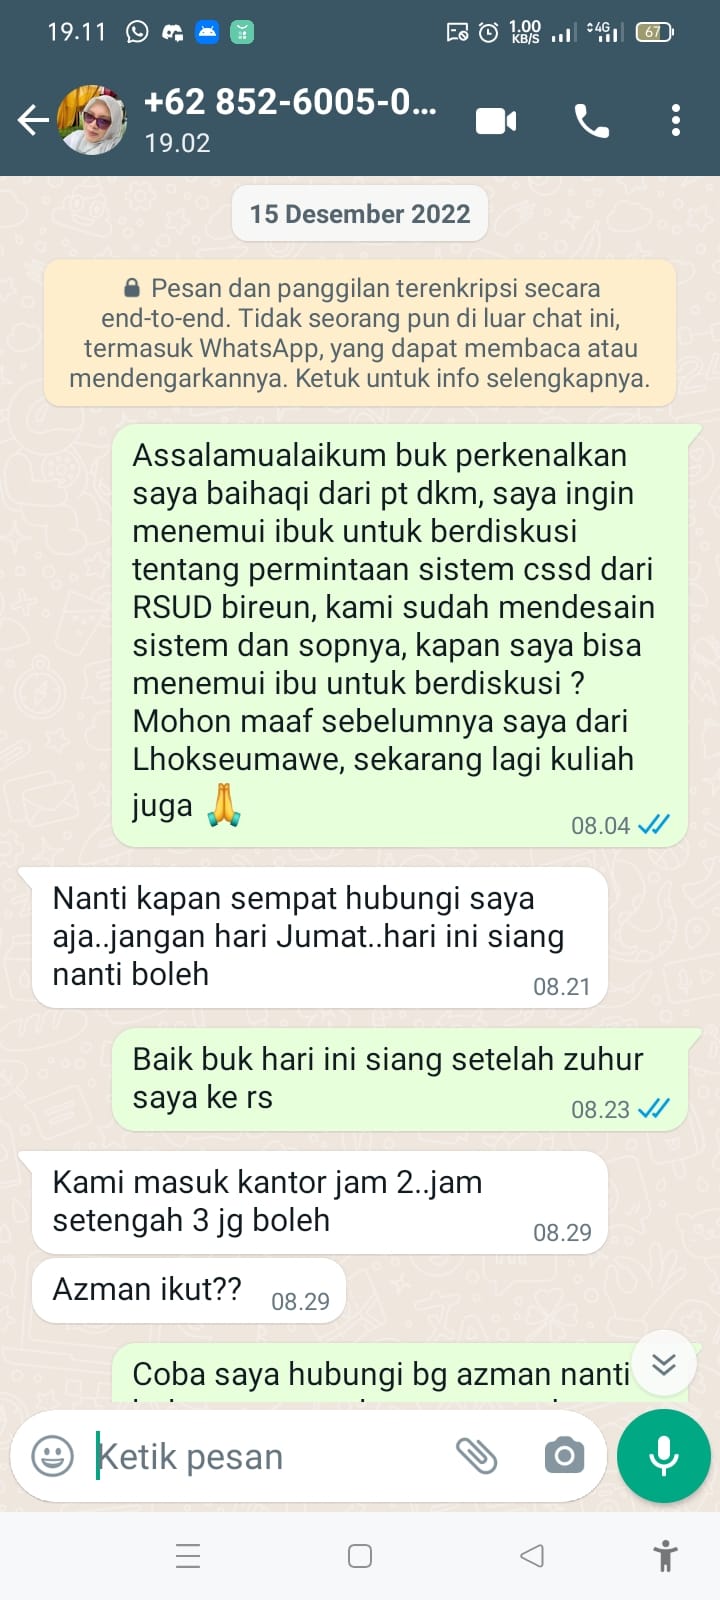 19.11
1.00
KB/S
4G
67
+62 852-6005-0...
19.02
15 Desember 2022
Pesan dan panggilan terenkripsi secara
end-to-end. Tidak seorang pun di luar chat ini,
termasuk WhatsApp, yang dapat membaca atau
mendengarkannya. Ketuk untuk info selengkapnya.
Assalamualaikum buk perkenalkan
saya baihaqi dari pt dkm, saya ingin
menemui ibuk untuk berdiskusi
tentang permintaan sistem cssd dari
RSUD bireun, kami sudah mendesain
sistem dan sopnya, kapan saya bisa
menemui ibu untuk berdiskusi ?
Mohon maaf sebelumnya saya dari
Lhokseumawe, sekarang lagi kuliah
juga 🙏
08.04
Nanti kapan sempat hubungi saya
aja..jangan hari Jumat..hari ini siang
nanti boleh
08.21
Baik buk hari ini siang setelah zuhur
saya ke rs
08.23
Kami masuk kantor jam 2..jam
setengah 3 jg boleh
08.29
Azman ikut??
08.29
Coba saya hubungi bg azman nanti
Ketik pesan